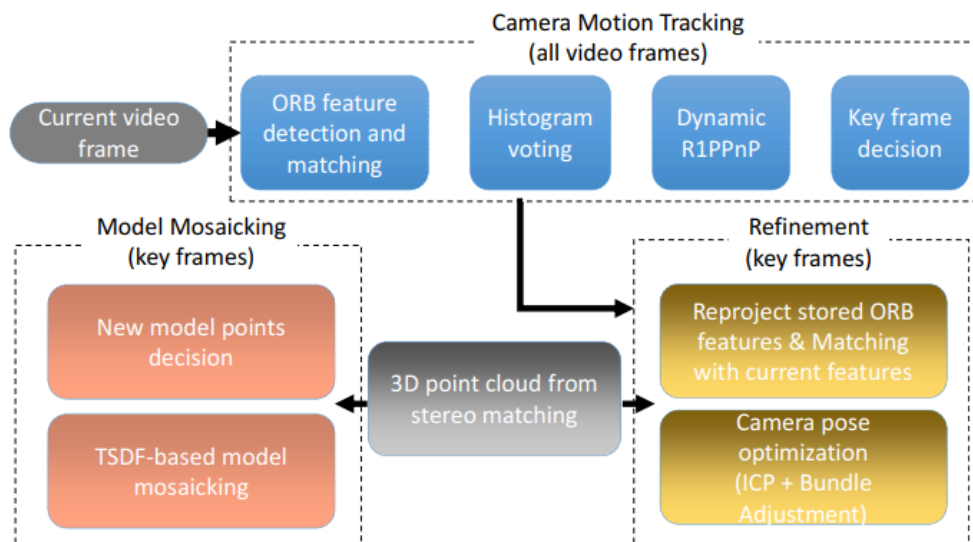 Camera Motion Tracking
(all video frames)
Current video
frame
ORB feature
detection and
matching
Histogram
voting
Dynamic
R1PPnP
Key frame
decision
Model Mosaicking
(key frames)
New model points
decision
TSDF-based model
mosaicking
3D point cloud from
stereo matching
Refinement
(key frames)
Reproject stored ORB
features & Matching
with current features
Camera pose
optimization
(ICP + Bundle
Adjustment)